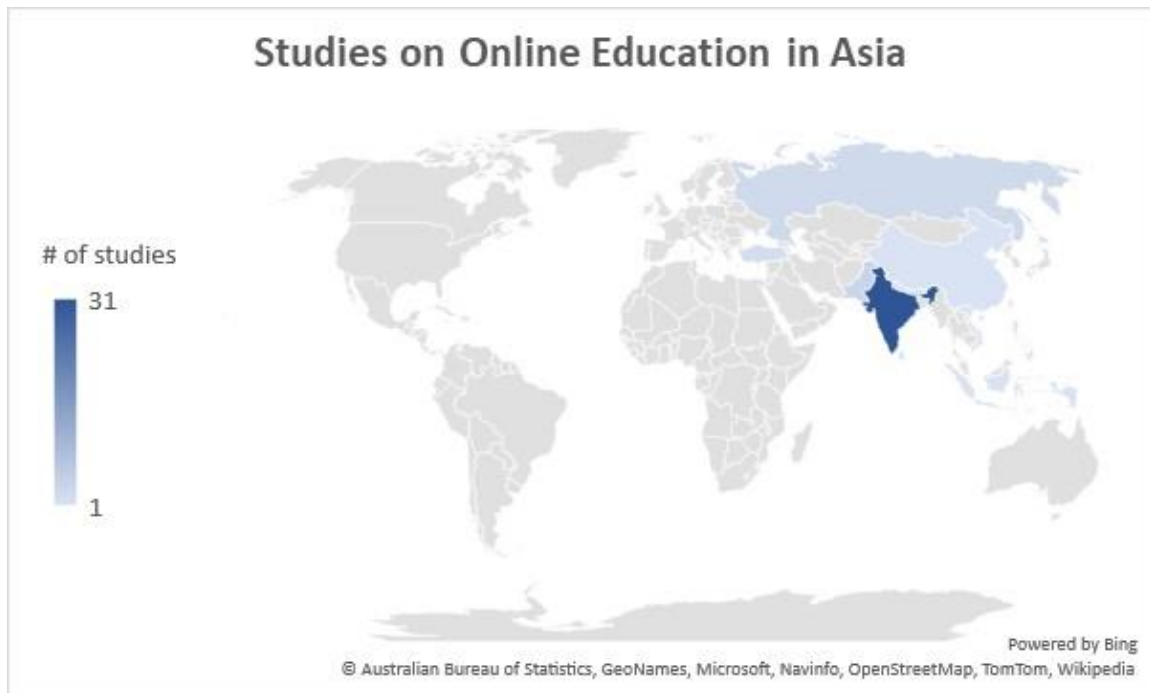 Studies on Online Education in Asia
# of studies
31
1
Powered by Bing
© Australian Bureau of Statistics, GeoNames, Microsoft, Navinfo, OpenStreetMap, TomTom, Wikipedia